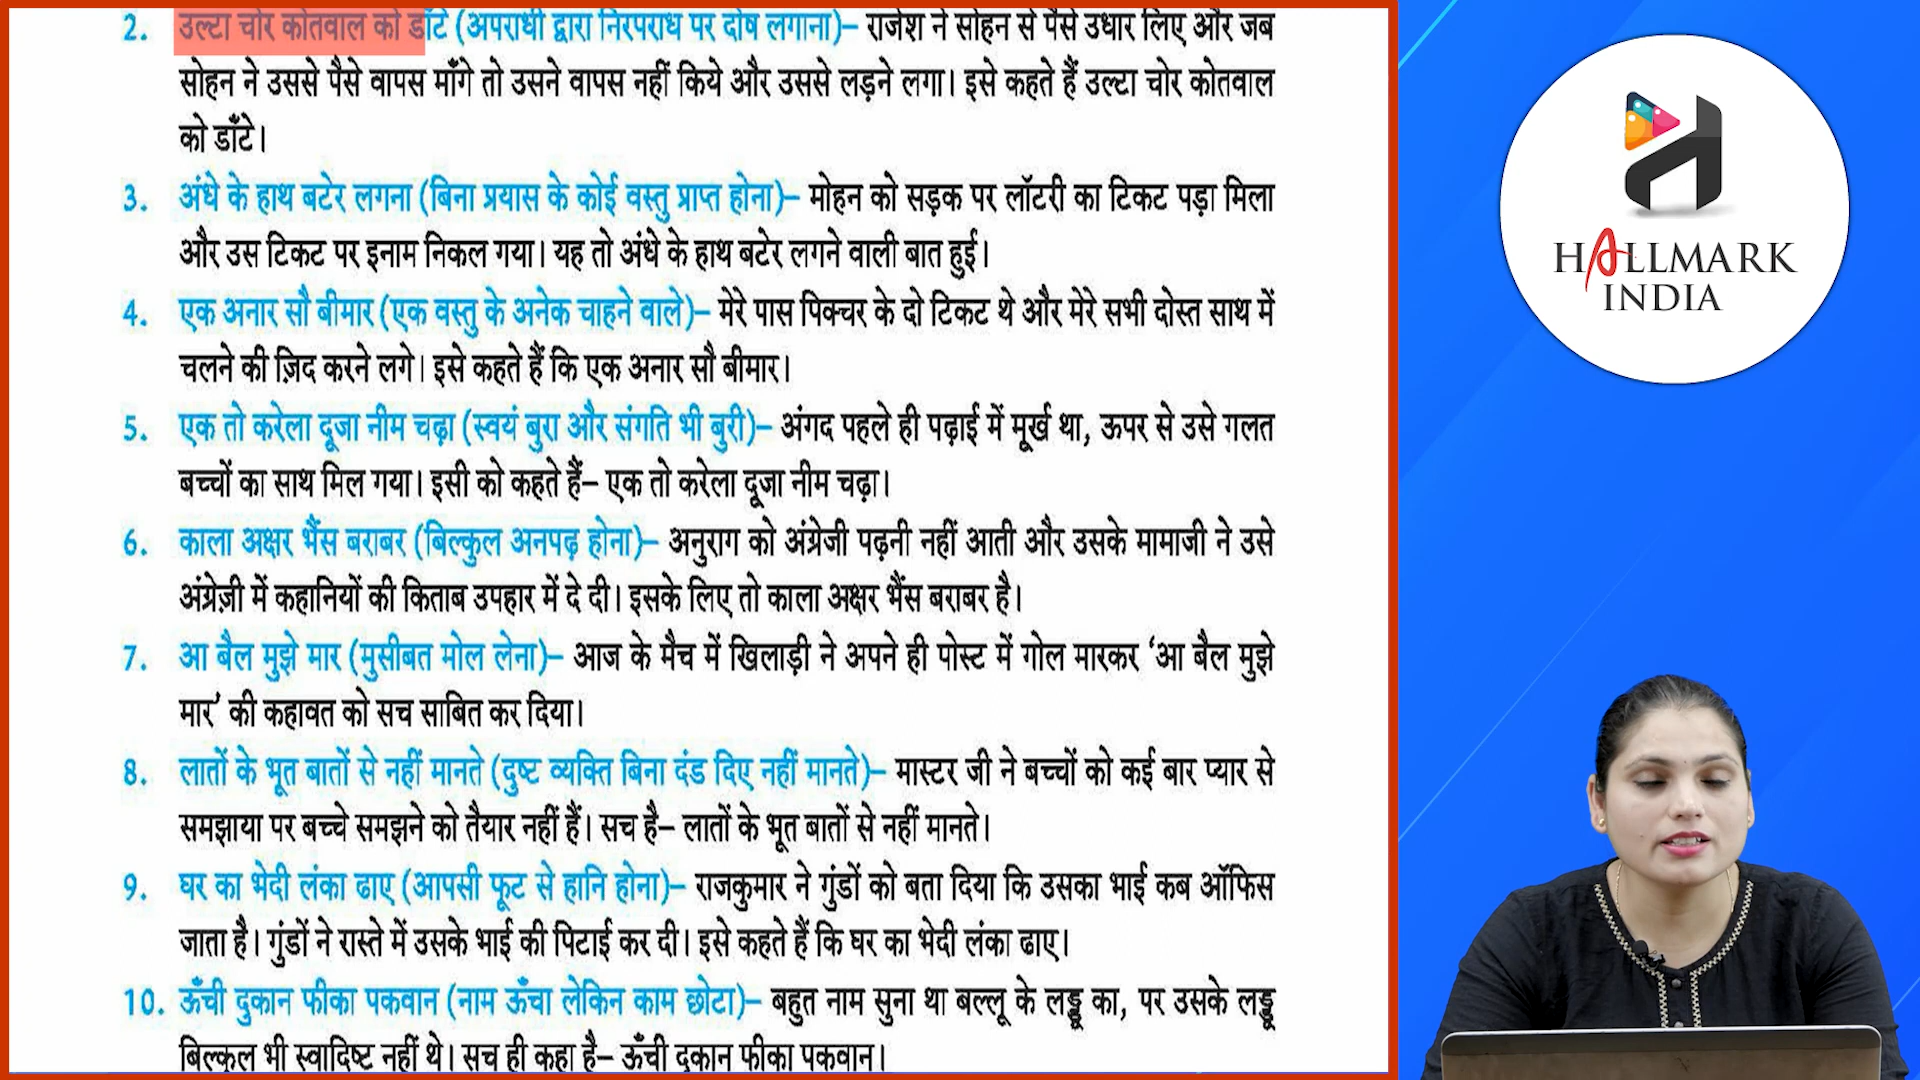 2. उल्टा चोर कोतवाल को डाँटे (अपराधी द्वारा निरपराध पर दोष लगाना)– राजेश ने सोहन से पैसे उधार लिए और जब
सोहन ने उससे पैसे वापस माँगे तो उसने वापस नहीं किये और उससे लड़ने लगा। इसे कहते हैं उल्टा चोर कोतवाल
को डाँटे।
3. अंधे के हाथ बटेर लगना (बिना प्रयास के कोई वस्तु प्राप्त होना)– मोहन को सड़क पर लॉटरी का टिकट पड़ा मिला
और उस टिकट पर इनाम निकल गया। यह तो अंधे के हाथ बटेर लगने वाली बात हुई।
4. एक अनार सौ बीमार (एक वस्तु के अनेक चाहने वाले)– मेरे पास पिक्चर के दो टिकट थे और मेरे सभी दोस्त साथ में
चलने की ज़िद करने लगे। इसे कहते हैं कि एक अनार सौ बीमार।
5. एक तो करेला दूजा नीम चढ़ा (स्वयं बुरा और संगति भी बुरी)– अंगद पहले ही पढ़ाई में मूर्ख था, ऊपर से उसे गलत
बच्चों का साथ मिल गया। इसी को कहते हैं– एक तो करेला दूजा नीम चढ़ा।
6. काला अक्षर भैंस बराबर (बिल्कुल अनपढ़ होना)– अनुराग को अंग्रेजी पढ़नी नहीं आती और उसके मामाजी ने उसे
अंग्रेज़ी में कहानियों की किताब उपहार में दे दी। इसके लिए तो काला अक्षर भैंस बराबर है।
7. आ बैल मुझे मार (मुसीबत मोल लेना)– आज के मैच में खिलाड़ी ने अपने ही पोस्ट में गोल मारकर ‘आ बैल मुझे
मार’ की कहावत को सच साबित कर दिया।
8. लातों के भूत बातों से नहीं मानते (दुष्ट व्यक्ति बिना दंड दिए नहीं मानते)– मास्टर जी ने बच्चों को कई बार प्यार से
समझाया पर बच्चे समझने को तैयार नहीं हैं। सच है– लातों के भूत बातों से नहीं मानते।
9. घर का भेदी लंका ढाए (आपसी फूट से हानि होना)– राजकुमार ने गुंडों को बता दिया कि उसका भाई कब ऑफिस
जाता है। गुंडों ने रास्ते में उसके भाई की पिटाई कर दी। इसे कहते हैं कि घर का भेदी लंका ढाए।
10. ऊँची दुकान फीका पकवान (नाम ऊँचा लेकिन काम छोटा)– बहुत नाम सुना था बल्लू के लड्डू का, पर उसके लड्डू
बिल्कुल भी स्वादिष्ट नहीं थे। सच ही कहा है– ऊँची दुकान फीका पकवान।
HALLMARK
INDIA